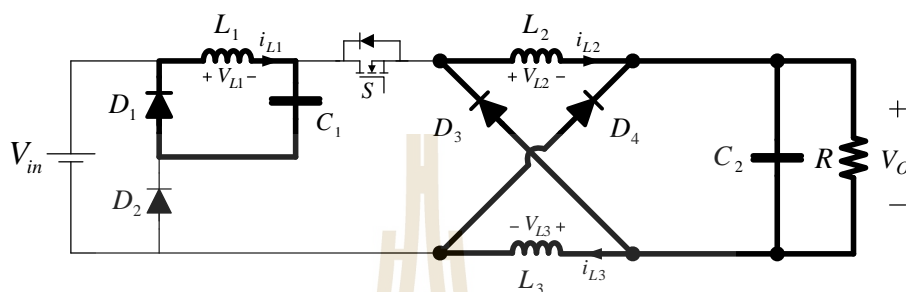 L1 iL1
+ VL1 −
D1
C1
S
L2 iL2
+ VL2 −
D3 D4
Vin
D2
C2 R
+
VO
−
− VL3 +
L3 iL3